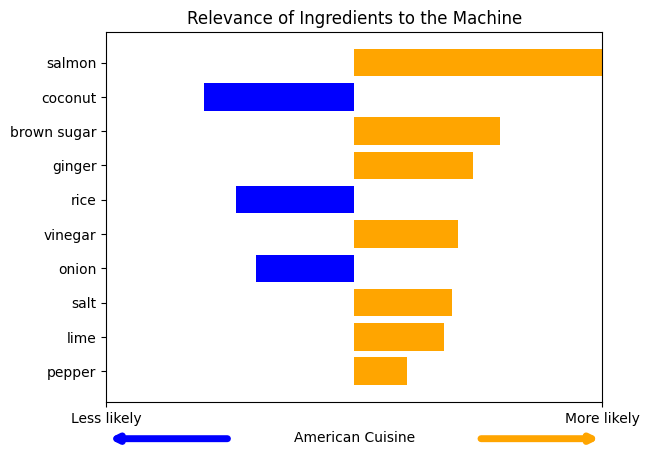 Relevance of Ingredients to the Machine
salmon
coconut
brown sugar
ginger
rice
vinegar
onion
salt
lime
pepper
Less likely
More likely
American Cuisine